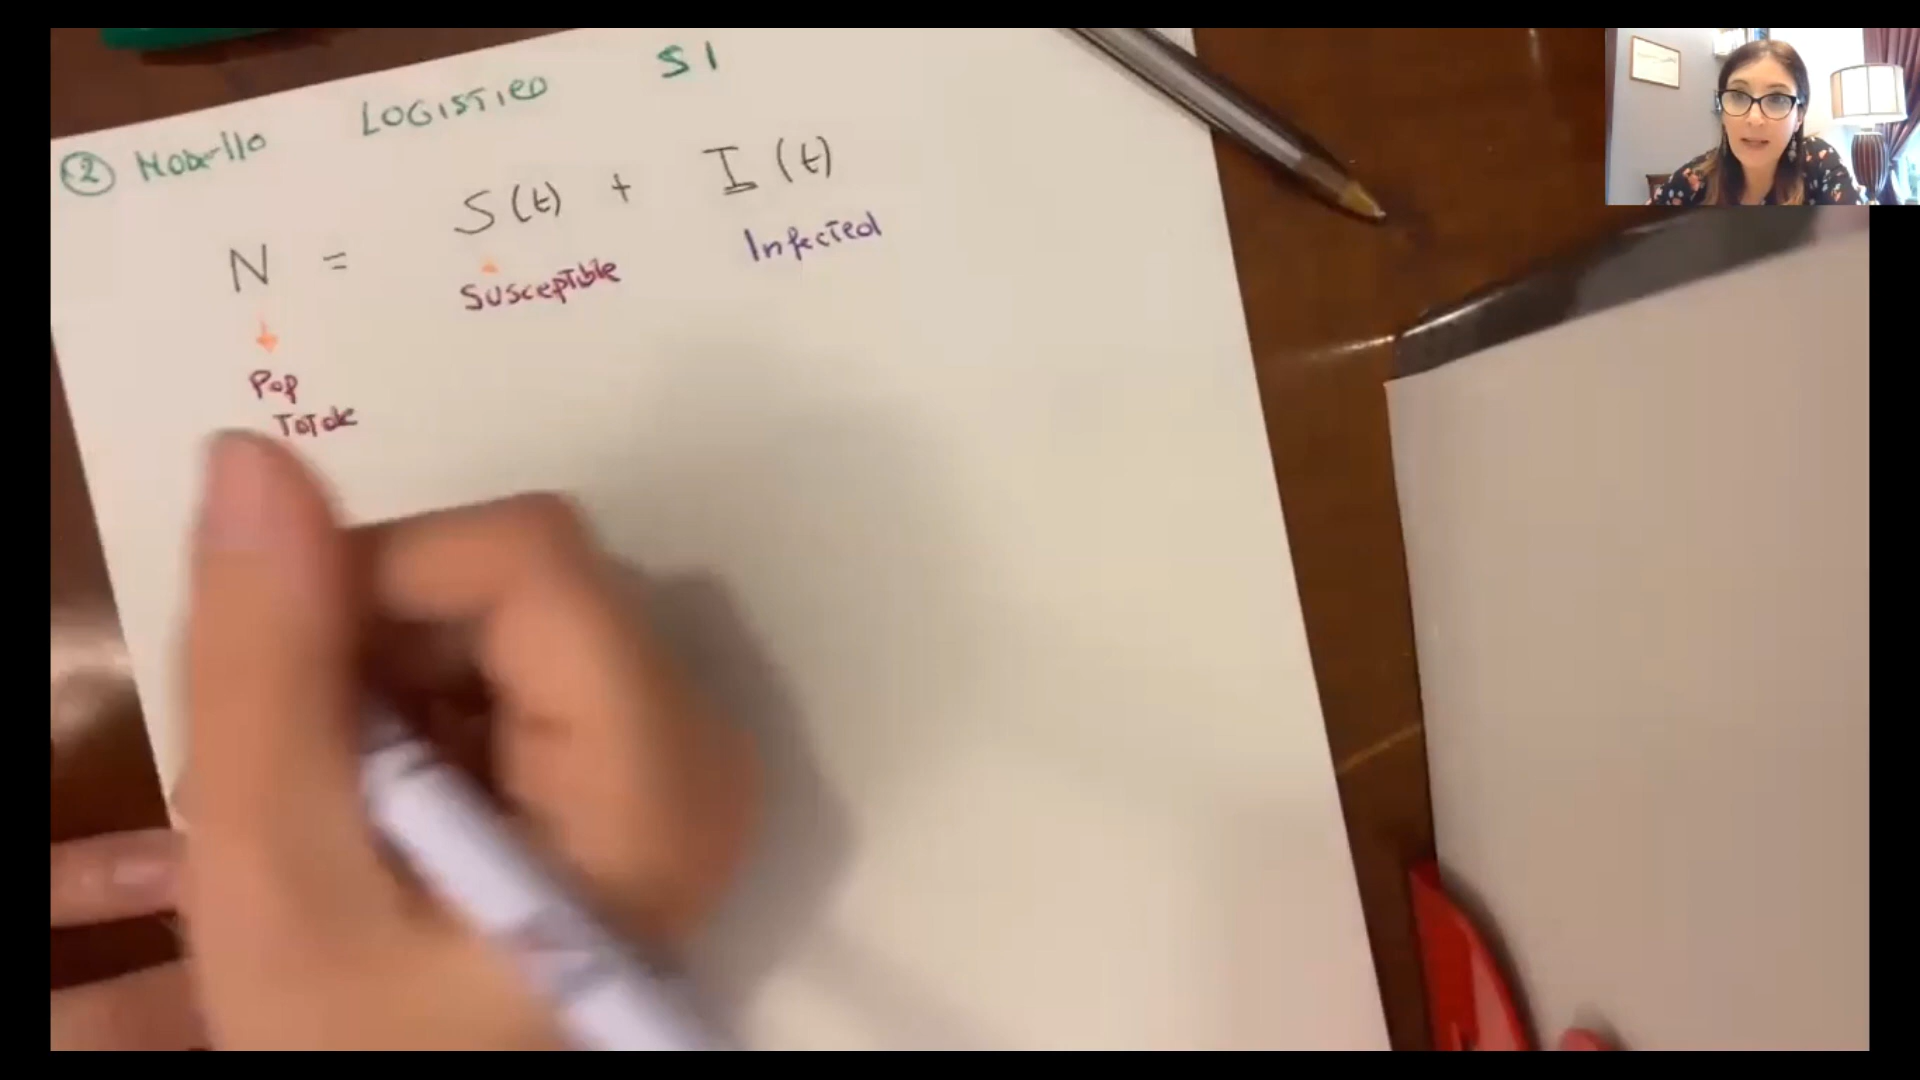 ② Modello LOGISTICO SI
N = S(t) + I(t)
Susceptible Infected
Pop
Totale